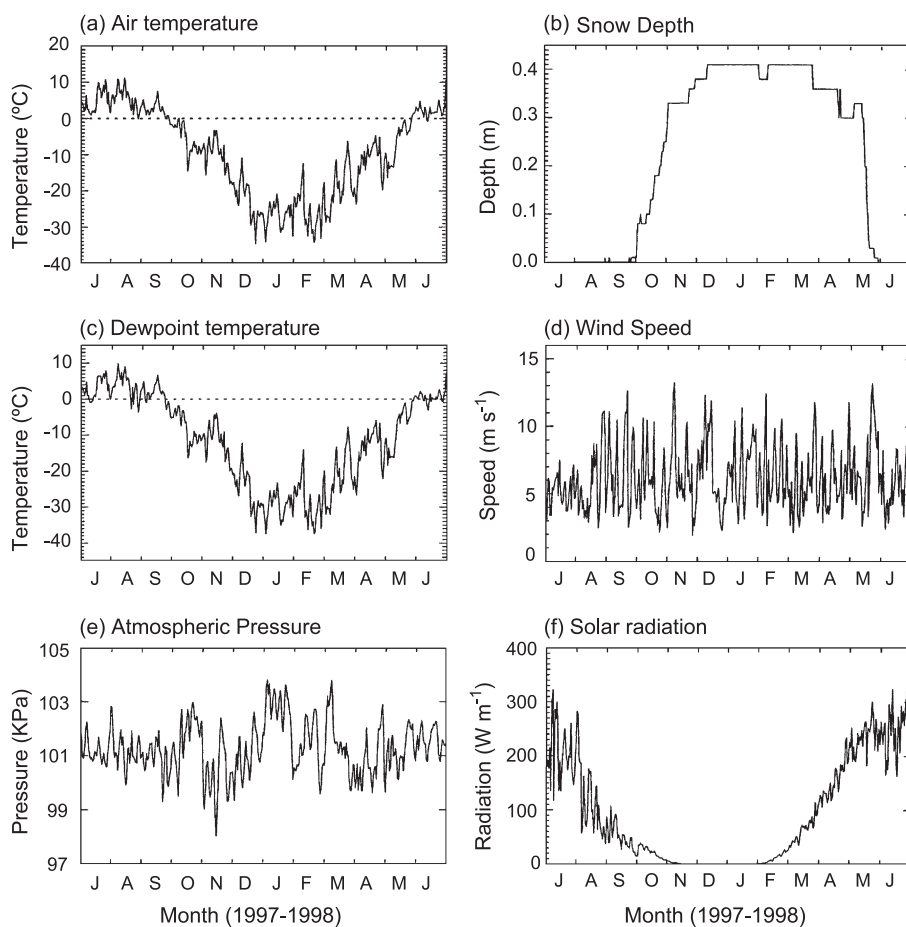 (a) Air temperature
20
10
0
-10
-20
-30
-40
Temperature (ºC)
J A S O N D J F M A M J
(b) Snow Depth
0.4
0.3
0.2
0.1
0.0
Depth (m)
J A S O N D J F M A M J
(c) Dewpoint temperature
10
0
-10
-20
-30
-40
Temperature (ºC)
J A S O N D J F M A M J
(d) Wind Speed
15
10
5
0
Speed (m s-1)
J A S O N D J F M A M J
(e) Atmospheric Pressure
105
103
101
99
97
Pressure (KPa)
J A S O N D J F M A M J
Month (1997-1998)
(f) Solar radiation
400
300
200
100
0
Radiation (W m-1)
J A S O N D J F M A M J
Month (1997-1998)